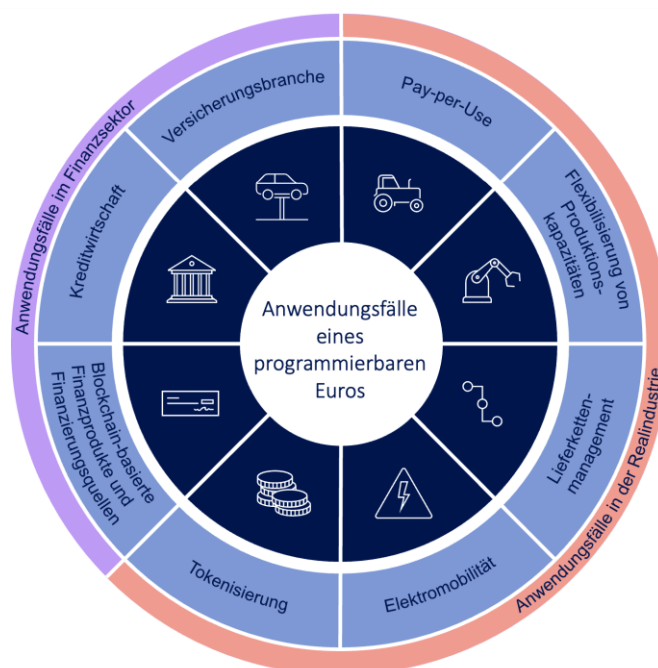 Anwendungsfälle
eines
programmierbaren
Euros
Anwendungsfälle im Finanzsektor
Versicherungsbranche
Kreditwirtschaft
Blockchain-basierte
Finanzprodukte und
Finanzierungsquellen
Anwendungsfälle in der Realindustrie
Pay-per-Use
Flexibilisierung von
Produktions-
kapazitäten
Lieferketten-
management
Elektromobilität
Tokenisierung